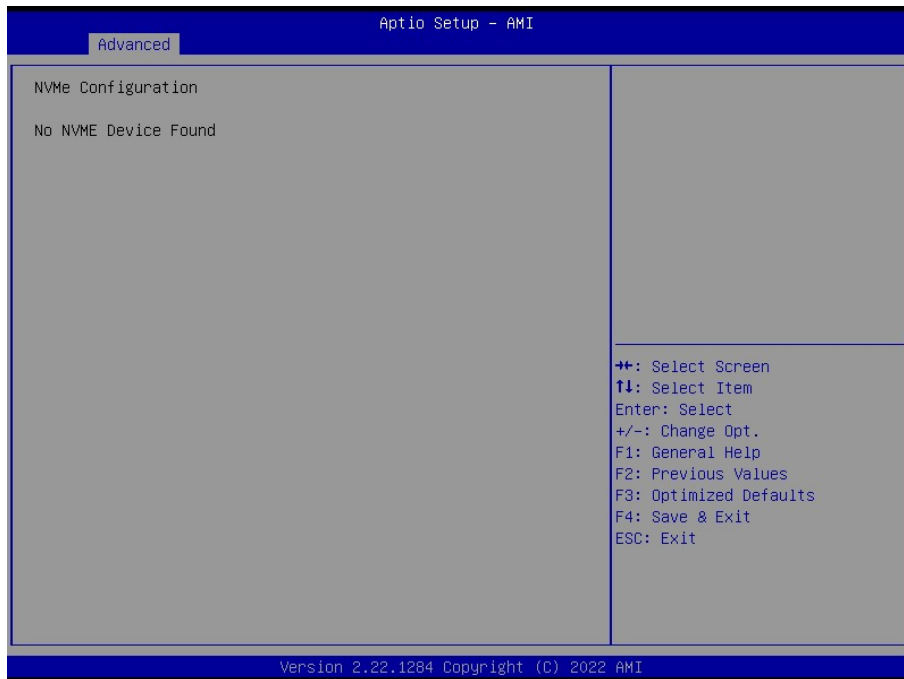 Aptio Setup – AMI
Advanced
NVMe Configuration
No NVME Device Found
→←: Select Screen
↑↓: Select Item
Enter: Select
+/-: Change Opt.
F1: General Help
F2: Previous Values
F3: Optimized Defaults
F4: Save & Exit
ESC: Exit
Version 2.22.1284 Copyright (C) 2022 AMI